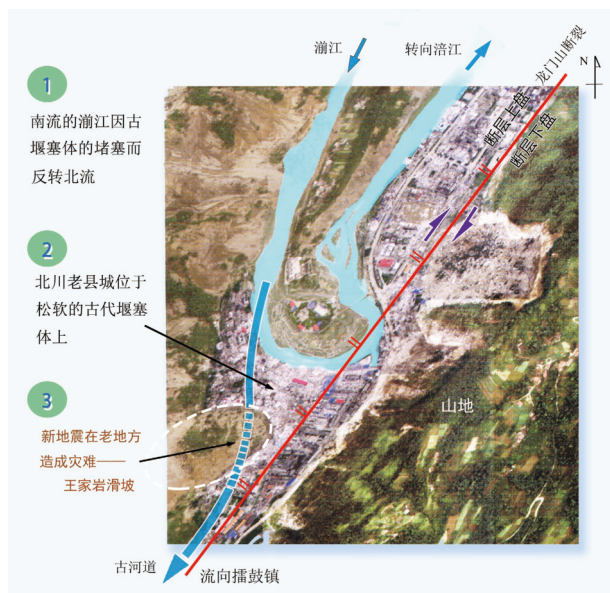 湔江
转向涪江
龙门山断裂
N
断层上盘
断层下盘
1
南流的湔江因古
堰塞体的堵塞而
反转北流
2
北川老县城位于
松软的古代堰塞
体上
3
新地震在老地方
造成灾难——
王家岩滑坡
山地
古河道
流向擂鼓镇